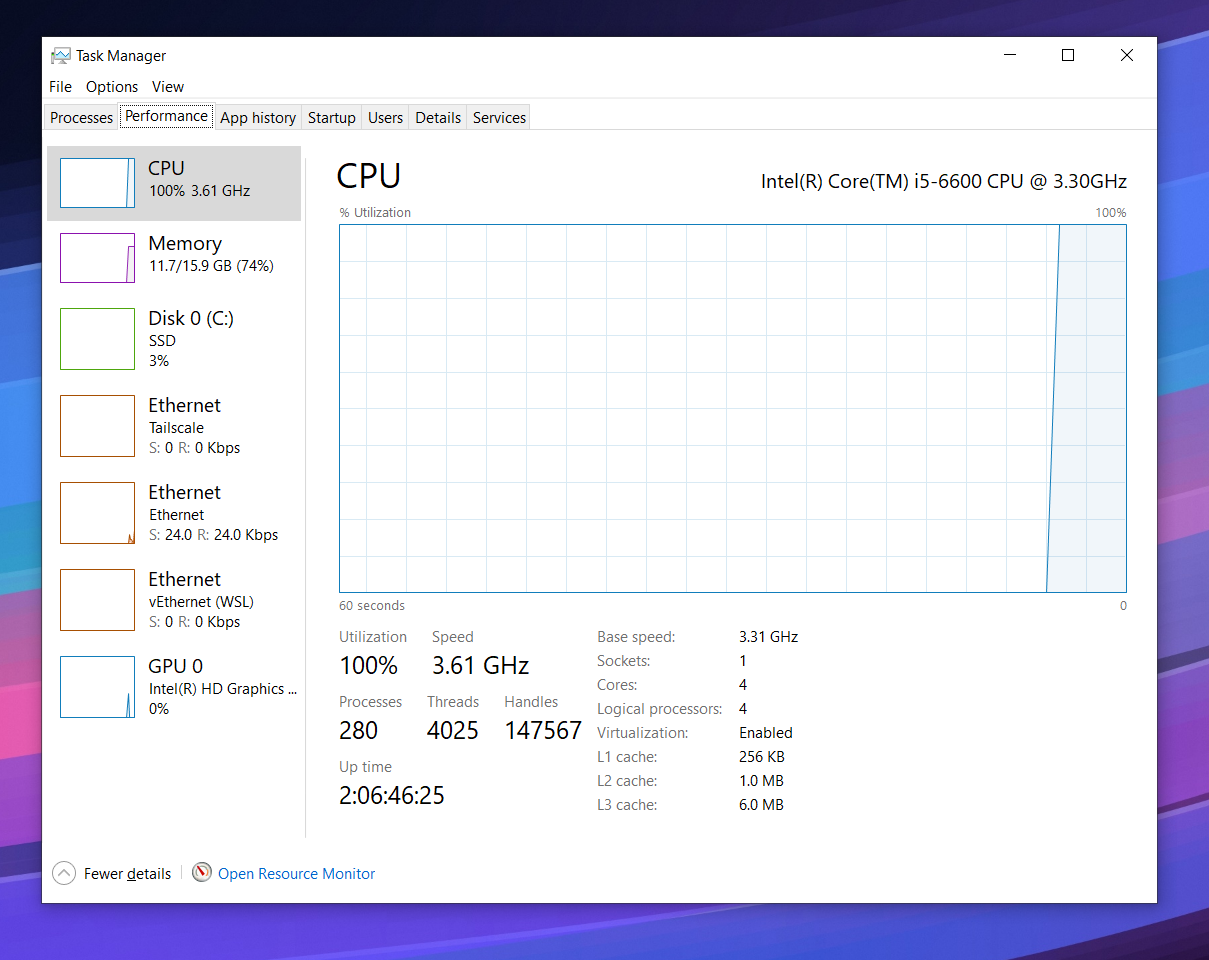 Task Manager
File Options View
Processes Performance App history Startup Users Details Services
CPU
100% 3.61 GHz
Memory
11.7/15.9 GB (74%)
Disk 0 (C:)
SSD
3%
Ethernet
Tailscale
S: 0 R: 0 Kbps
Ethernet
Ethernet
S: 24.0 R: 24.0 Kbps
Ethernet
vEthernet (WSL)
S: 0 R: 0 Kbps
GPU 0
Intel(R) HD Graphics ...
0%
CPU
Intel(R) Core(TM) i5-6600 CPU @ 3.30GHz
% Utilization 100%
60 seconds 0
Utilization Speed
100% 3.61 GHz
Processes Threads Handles
280 4025 147567
Up time
2:06:46:25
Base speed: 3.31 GHz
Sockets: 1
Cores: 4
Logical processors: 4
Virtualization: Enabled
L1 cache: 256 KB
L2 cache: 1.0 MB
L3 cache: 6.0 MB
Fewer details Open Resource Monitor